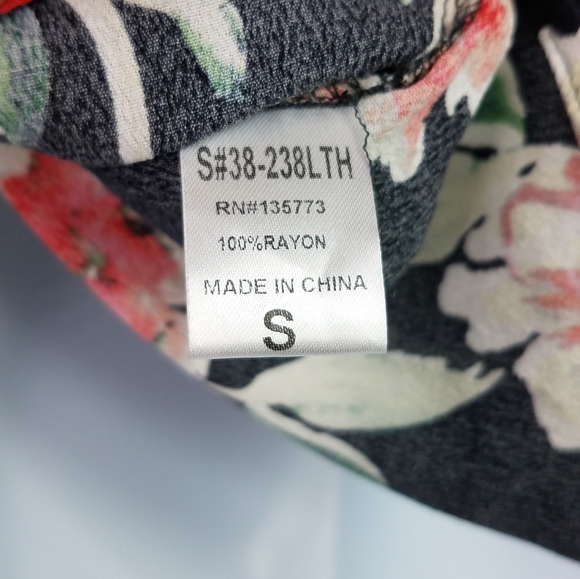 S#38-238LTH
RN#135773
100%RAYON
MADE IN CHINA
S